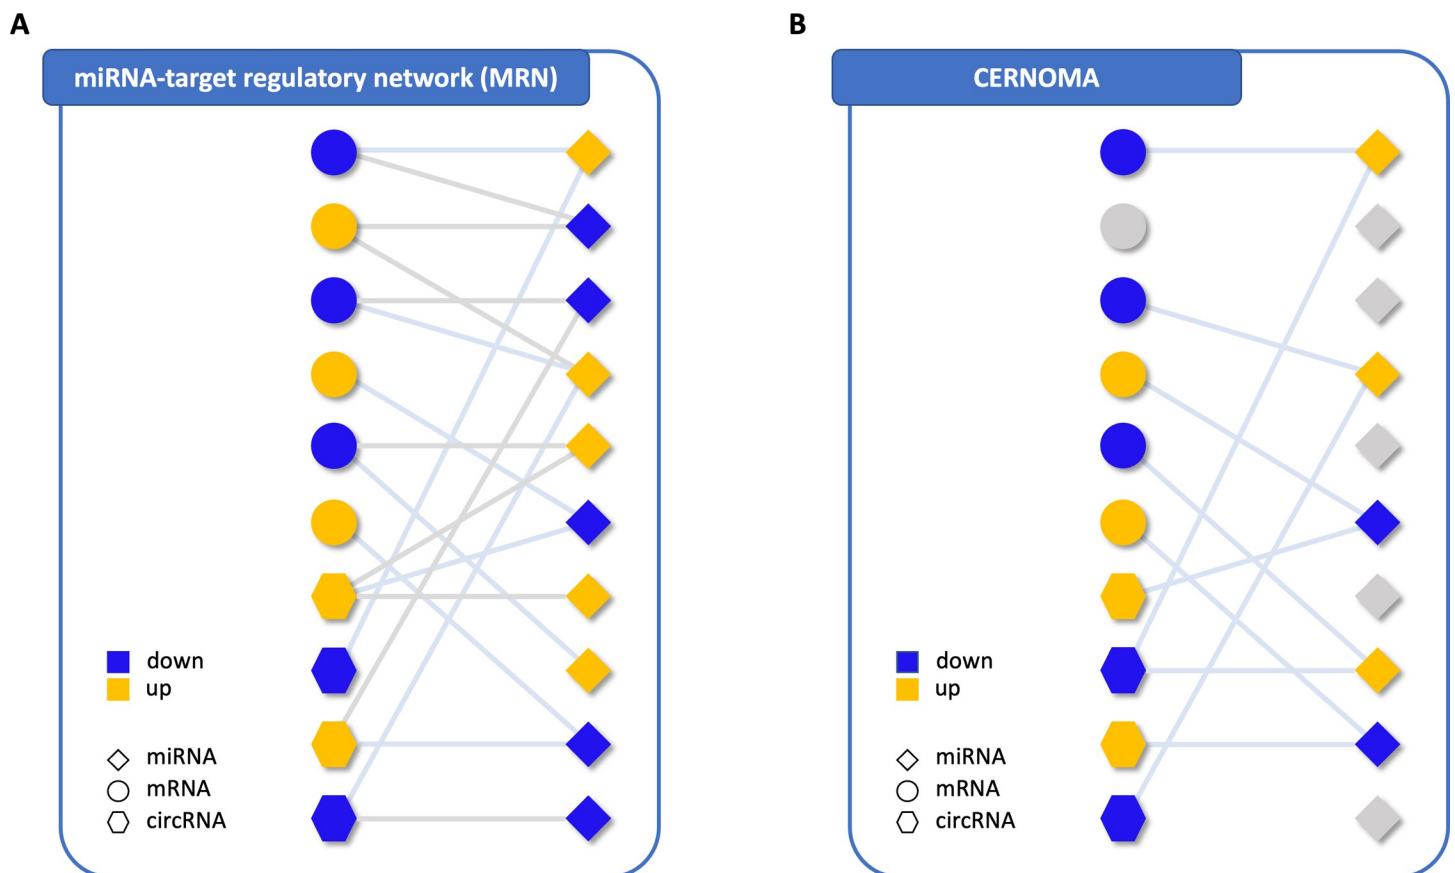 A
miRNA-target regulatory network (MRN)
down
up
miRNA
mRNA
circRNA
B
CERNOMA
down
up
miRNA
mRNA
circRNA